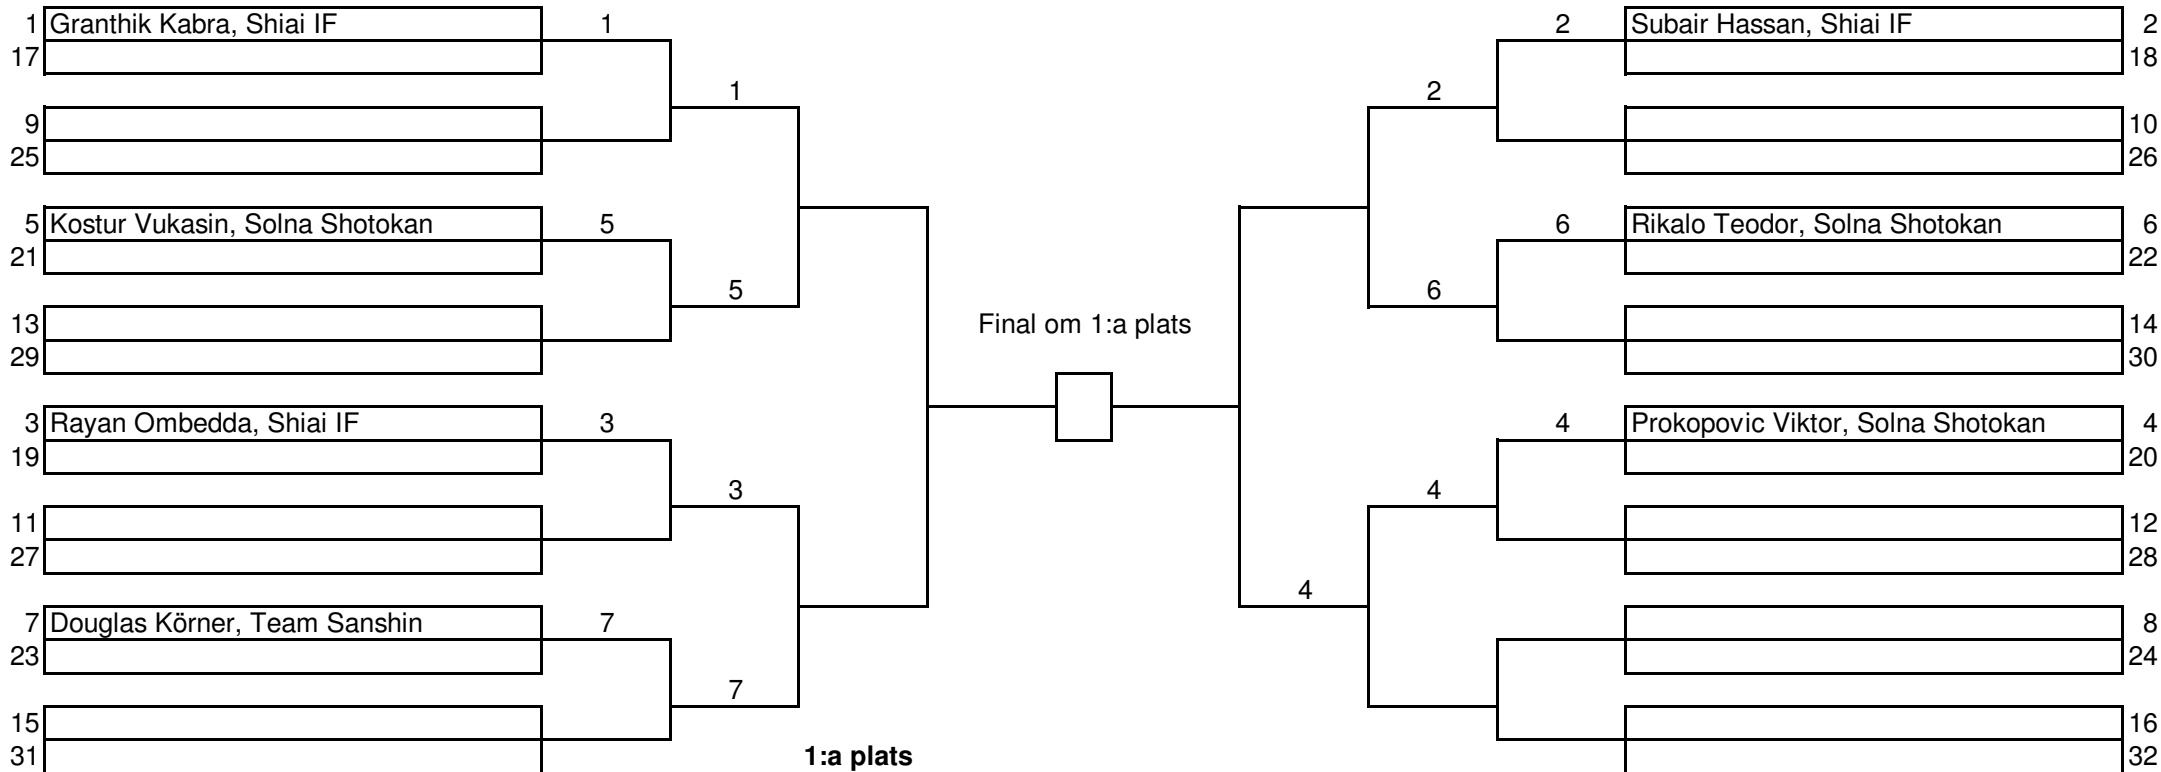 1 Granthik Kabra, Shiai IF 1 2 Subair Hassan, Shiai IF 2
17 18
1 2
9 10
25 26
5 Kostur Vukasin, Solna Shotokan 5 6 Rikalo Teodor, Solna Shotokan 6
21 22
5 6
13 Final om 1:a plats 14
29 30
3 Rayan Ombedda, Shiai IF 3 4 Prokopovic Viktor, Solna Shotokan 4
19 20
3 4
11 12
27 28
4
7 Douglas Körner, Team Sanshin 7 8
23 24
7
15 16
31 1:a plats 32